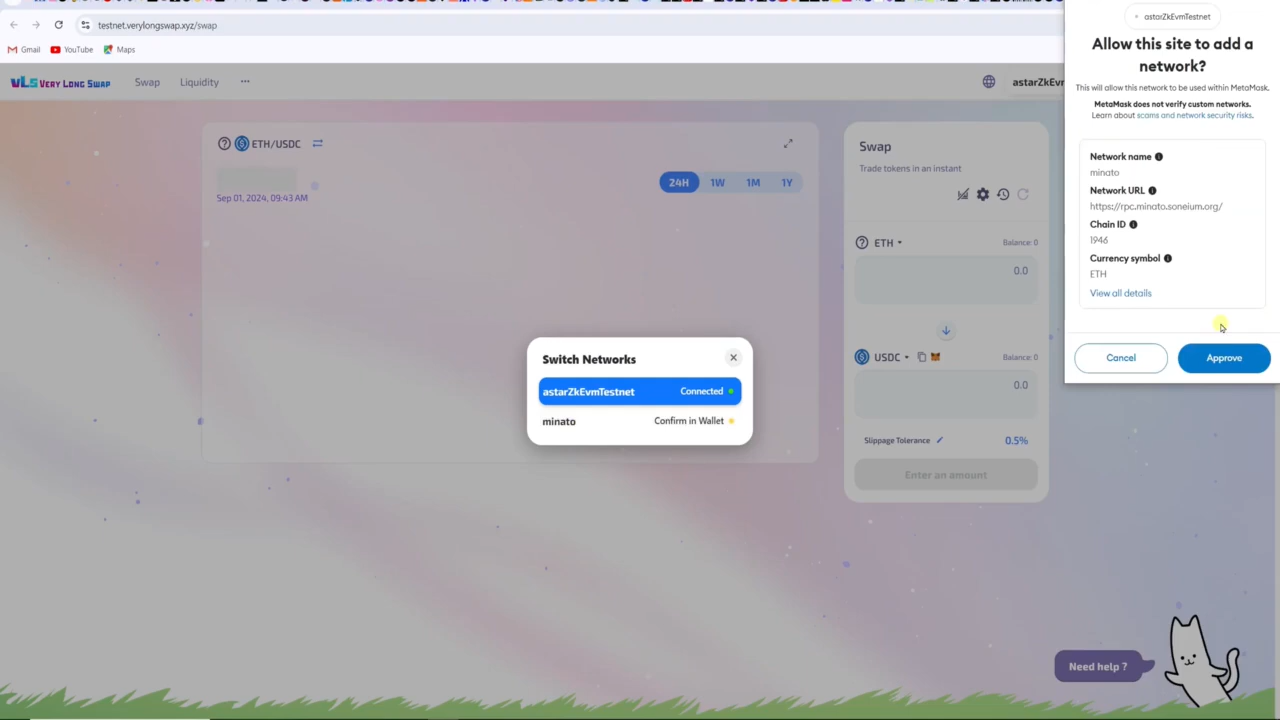 testnet.verylongswap.xyz/swap
Gmail
YouTube
Maps
VLS VERY LONG SWAP
Swap
Liquidity
astarZkEvr
ETH/USDC
24H
1W
1M
1Y
Sep 01, 2024, 09:43 AM
Swap
Trade tokens in an instant
ETH
Balance: 0
0.0
USDC
Balance: 0
0.0
Slippage Tolerance
0.5%
Enter an amount
Switch Networks
astarZkEvmTestnet
Connected
minato
Confirm in Wallet
astarZkEvmTestnet
Allow this site to add a
network?
This will allow this network to be used within MetaMask.
MetaMask does not verify custom networks.
Learn about scams and network security risks.
Network name
minato
Network URL
https://rpc.minato.soneium.org/
Chain ID
1946
Currency symbol
ETH
View all details
Cancel
Approve
Need help ?